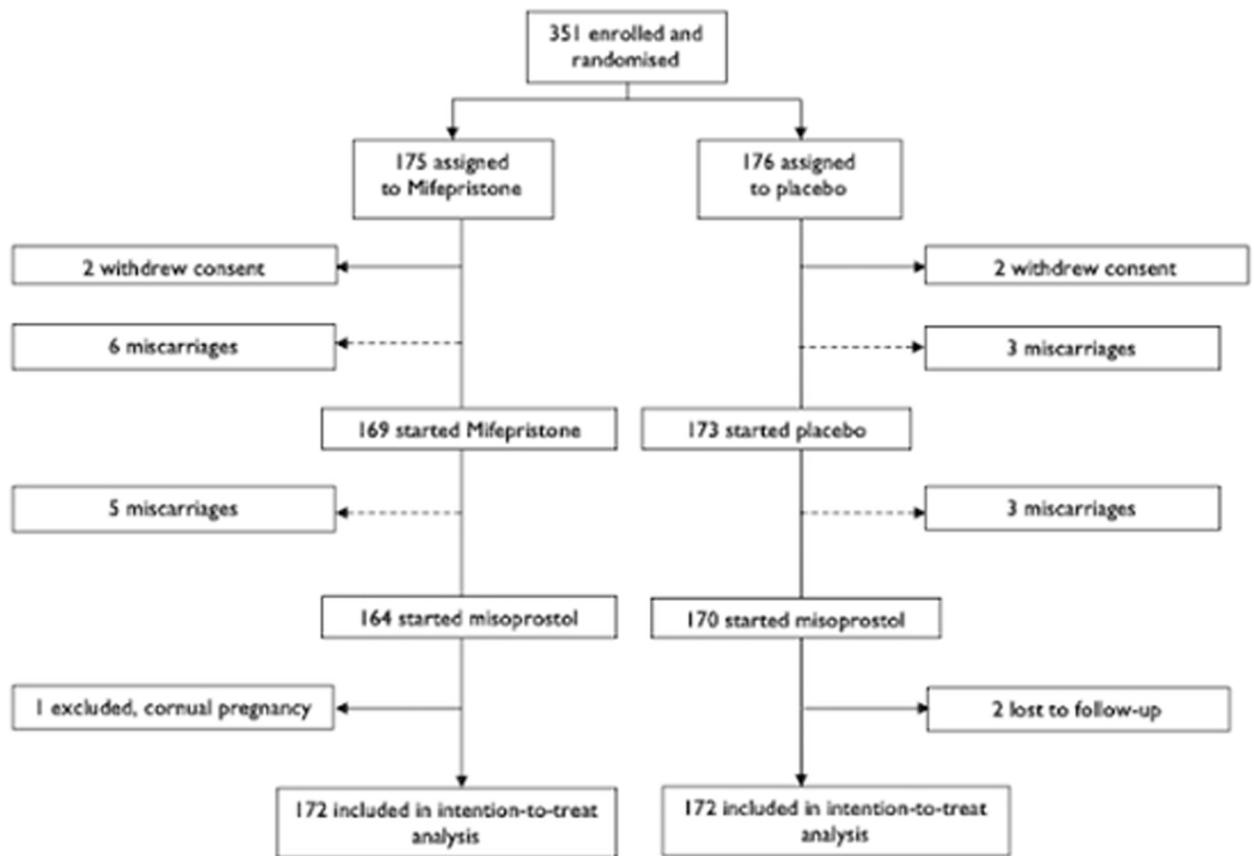 351 enrolled and
randomised
175 assigned
to Mifepristone
176 assigned
to placebo
2 withdrew consent
2 withdrew consent
6 miscarriages
3 miscarriages
169 started Mifepristone
173 started placebo
5 miscarriages
3 miscarriages
164 started misoprostol
170 started misoprostol
1 excluded, cornual pregnancy
2 lost to follow-up
172 included in intention-to-treat
analysis
172 included in intention-to-treat
analysis